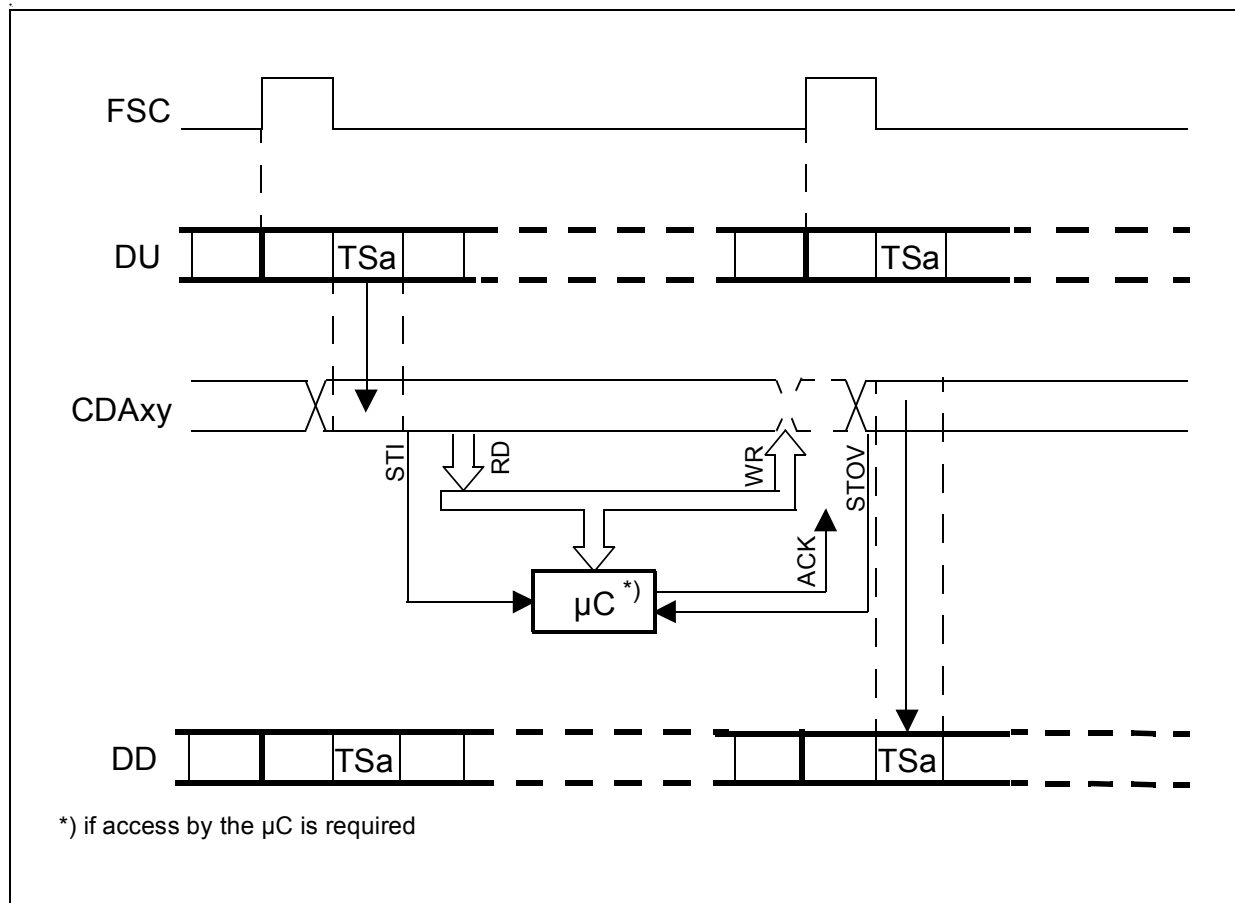 FSC
DU
TSa
TSa
CDAxy
STI
RD
WR
STOV
ACK
µC *)
DD
TSa
TSa
*) if access by the µC is required